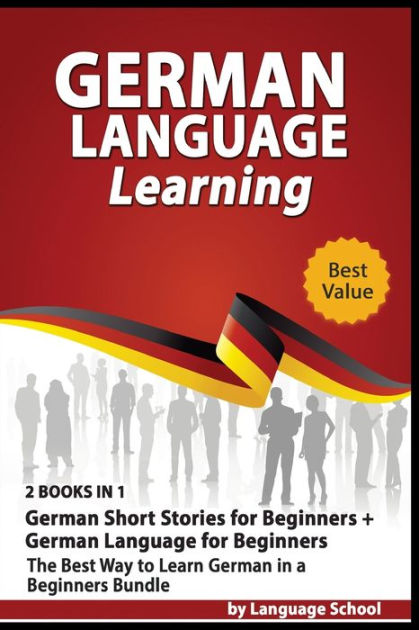 GERMAN
LANGUAGE
Learning
Best
Value
2 BOOKS IN 1
German Short Stories for Beginners +
German Language for Beginners
The Best Way to Learn German in a
Beginners Bundle
by Language School